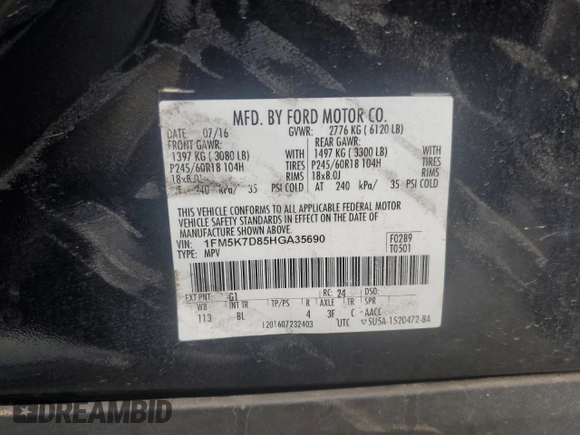 MFD. BY FORD MOTOR CO.
DATE 07/16 GVWR: 2776 KG ( 6120 LB)
FRONT GAWR: REAR GAWR:
1397 KG ( 3080 LB) WITH 1497 KG ( 3300 LB) WITH
P245/60R18 104H TIRES P245/60R18 104H TIRES
18x8.0J RIMS 18x8.0J RIMS
240 kPa/ 35 PSI COLD AT 240 kPa/ 35 PSI COLD
THIS VEHICLE CONFORMS TO ALL APPLICABLE FEDERAL MOTOR
VEHICLE SAFETY STANDARDS IN EFFECT ON THE DATE OF
MANUFACTURE SHOWN ABOVE.
VIN: 1FM5K7D85HGA35690 F0289
TYPE: MPV T0501
EXT PNT: G1 RC: 24 DSO:
WB INT TR TP/PS R AXLE TR SPR
113 BL 4 3F C AACC
1201607232403 UTC ▽ 5U5A-1520472-BA
DREAMBID